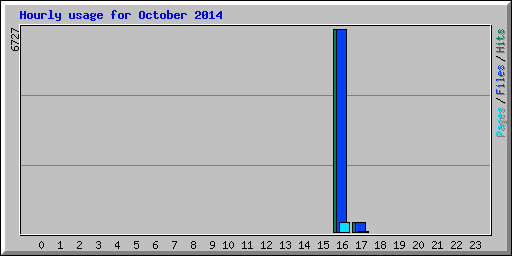 Hourly usage for October 2014
6727
Pages/Files/Hits
0 1 2 3 4 5 6 7 8 9 10 11 12 13 14 15 16 17 18 19 20 21 22 23